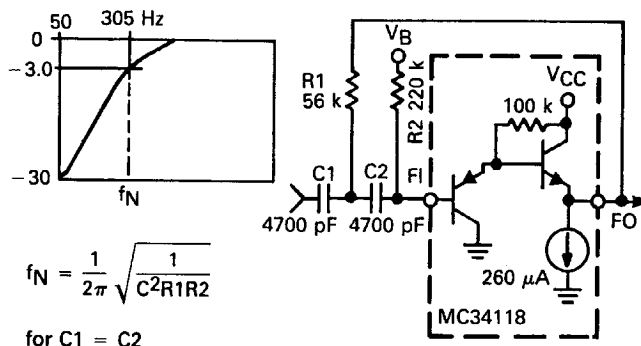 50 305 Hz
0
−3.0
−30
fN
VB
R1
56 k
R2 220 k
C1 C2 FI
4700 pF 4700 pF
100 k
VCC
FO
260 μA
MC34118
fN = 1/2π √(1/C²R1R2)
for C1 = C2